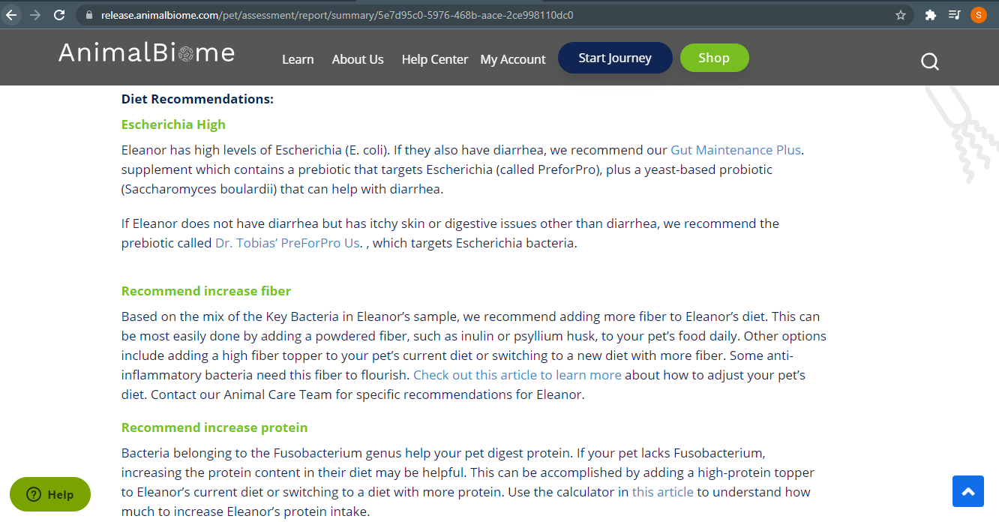 release.animalbiome.com/pet/assessment/report/summary/5e7d95c0-5976-468b-aace-2ce998110dc0
S
AnimalBiome
Learn About Us Help Center My Account Start Journey Shop
Diet Recommendations:
Escherichia High
Eleanor has high levels of Escherichia (E. coli). If they also have diarrhea, we recommend our Gut Maintenance Plus.
supplement which contains a prebiotic that targets Escherichia (called PreforPro), plus a yeast-based probiotic
(Saccharomyces boulardii) that can help with diarrhea.
If Eleanor does not have diarrhea but has itchy skin or digestive issues other than diarrhea, we recommend the
prebiotic called Dr. Tobias’ PreForPro Us. , which targets Escherichia bacteria.
Recommend increase fiber
Based on the mix of the Key Bacteria in Eleanor’s sample, we recommend adding more fiber to Eleanor’s diet. This can
be most easily done by adding a powdered fiber, such as inulin or psyllium husk, to your pet’s food daily. Other options
include adding a high fiber topper to your pet’s current diet or switching to a new diet with more fiber. Some anti-
inflammatory bacteria need this fiber to flourish. Check out this article to learn more about how to adjust your pet’s
diet. Contact our Animal Care Team for specific recommendations for Eleanor.
Recommend increase protein
Bacteria belonging to the Fusobacterium genus help your pet digest protein. If your pet lacks Fusobacterium,
increasing the protein content in their diet may be helpful. This can be accomplished by adding a high-protein topper
to Eleanor’s current diet or switching to a diet with more protein. Use the calculator in this article to understand how
much to increase Eleanor’s protein intake.
? Help